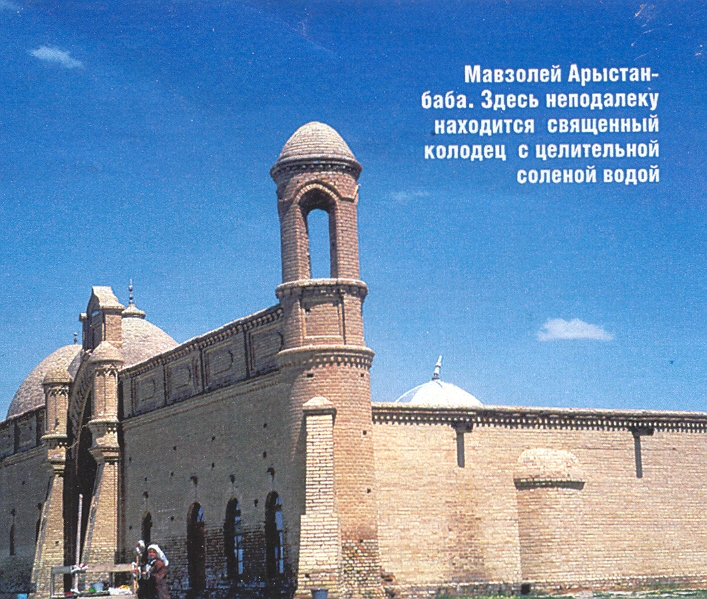 Мавзолей Арыстан-
баба. Здесь неподалеку
находится священный
колодец с целительной
соленой водой